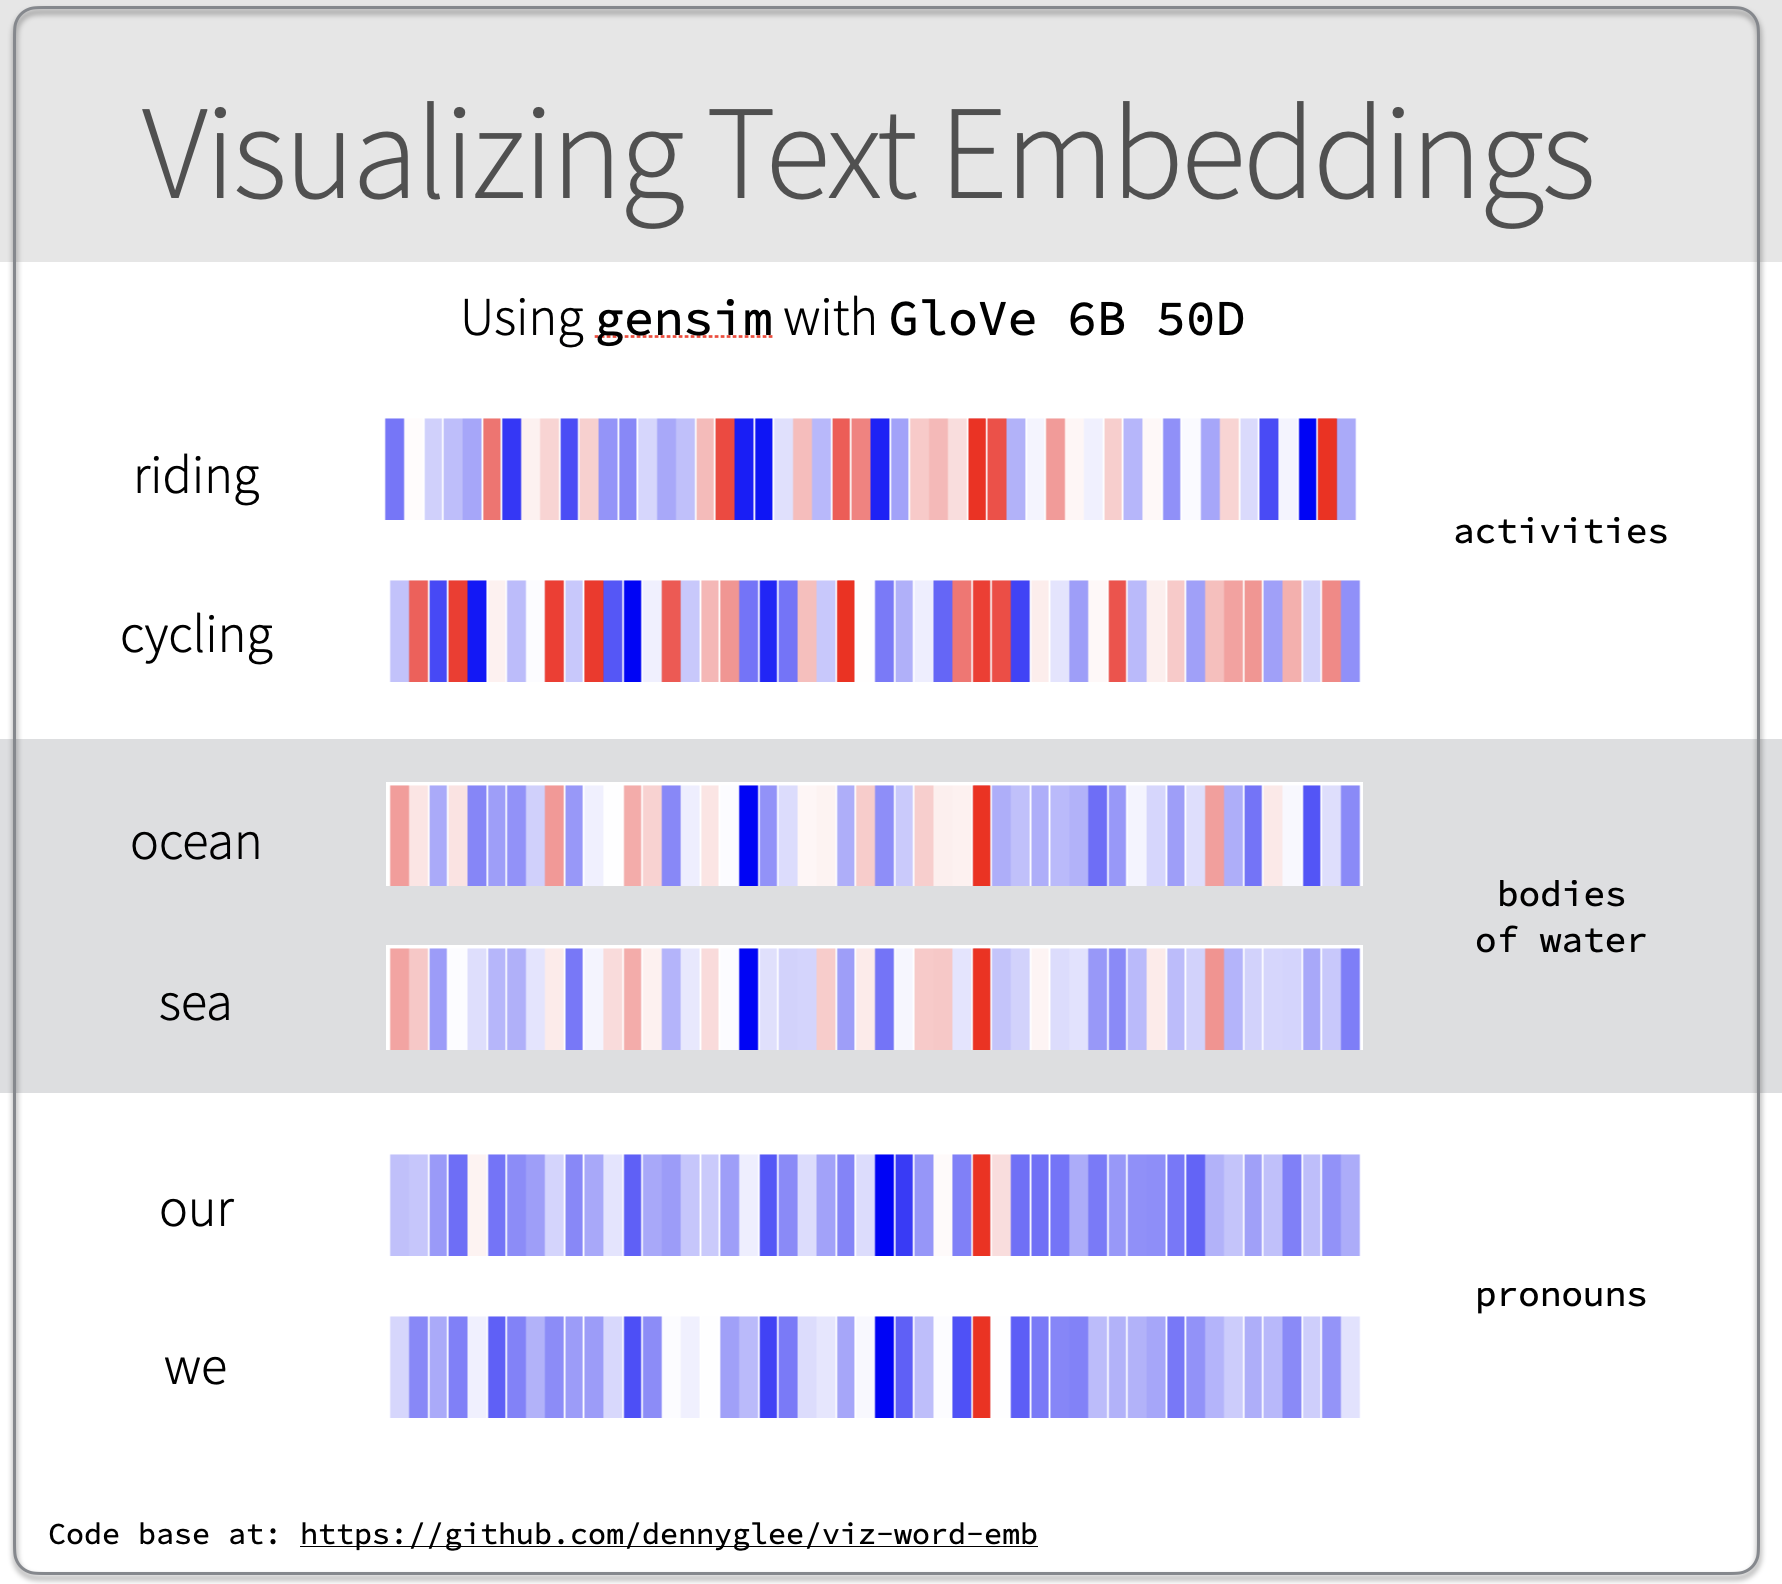 Visualizing Text Embeddings
Using gensim with GloVe 6B 50D
riding
activities
cycling
ocean
bodies
of water
sea
our
pronouns
we
Code base at: https://github.com/dennyglee/viz-word-emb